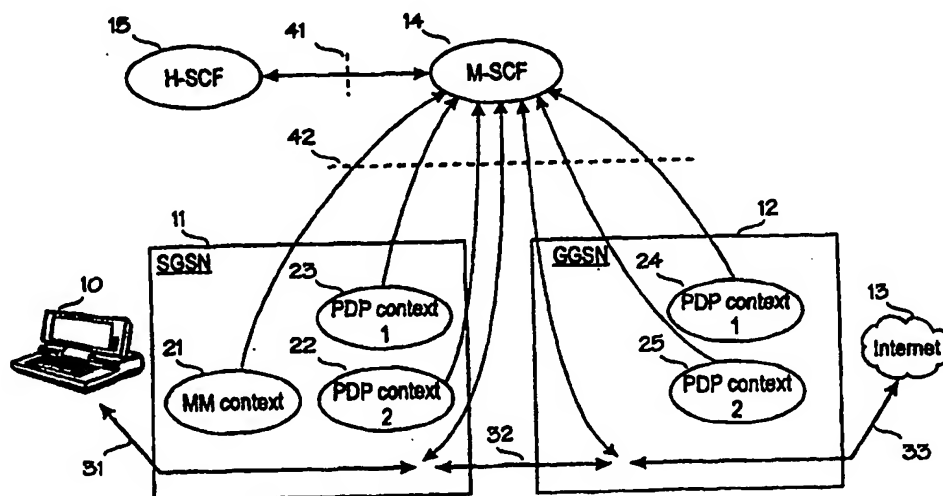 15
H-SCF
41
14
M-SCF
42
11
SGSN
12
GGSN
10
23
PDP context
1
24
PDP context
1
13
Internet
21
MM context
22
PDP context
2
25
PDP context
2
31
32
33